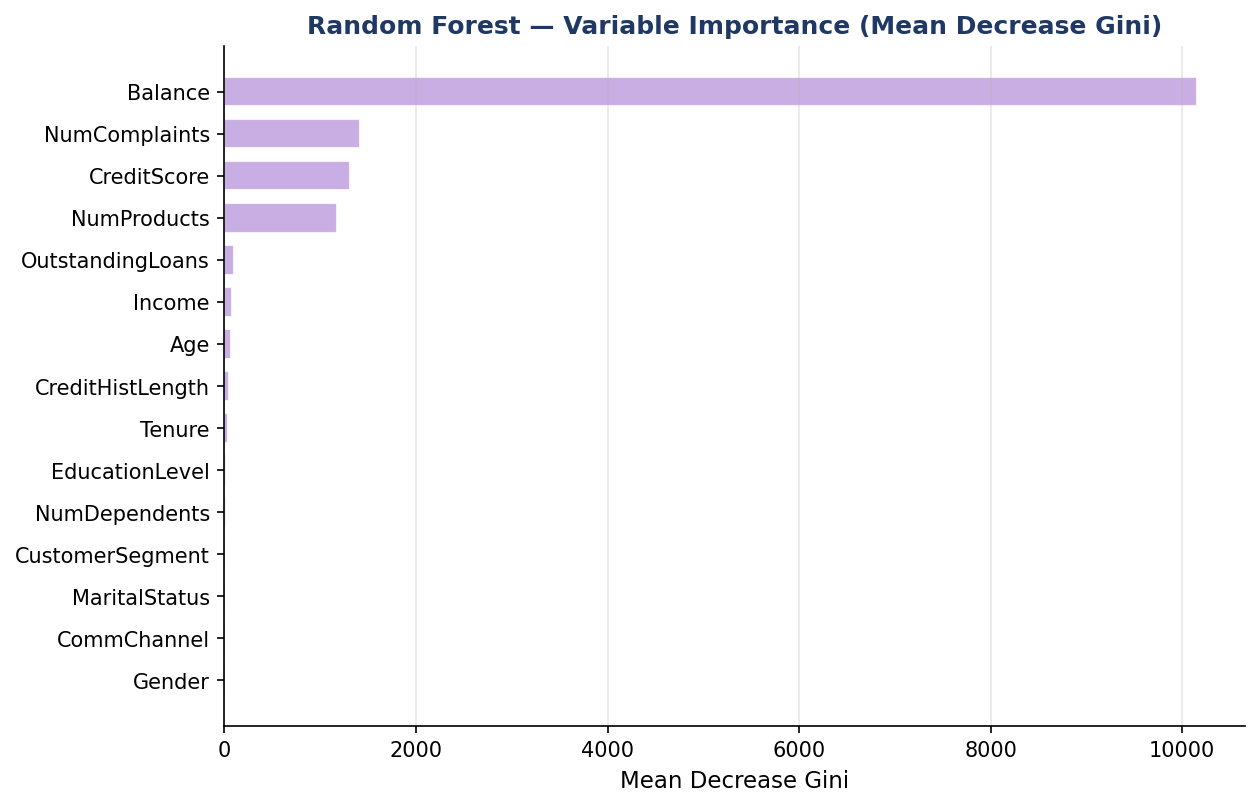 Random Forest — Variable Importance (Mean Decrease Gini)
Balance
NumComplaints
CreditScore
NumProducts
OutstandingLoans
Income
Age
CreditHistLength
Tenure
EducationLevel
NumDependents
CustomerSegment
MaritalStatus
CommChannel
Gender
0 2000 4000 6000 8000 10000
Mean Decrease Gini